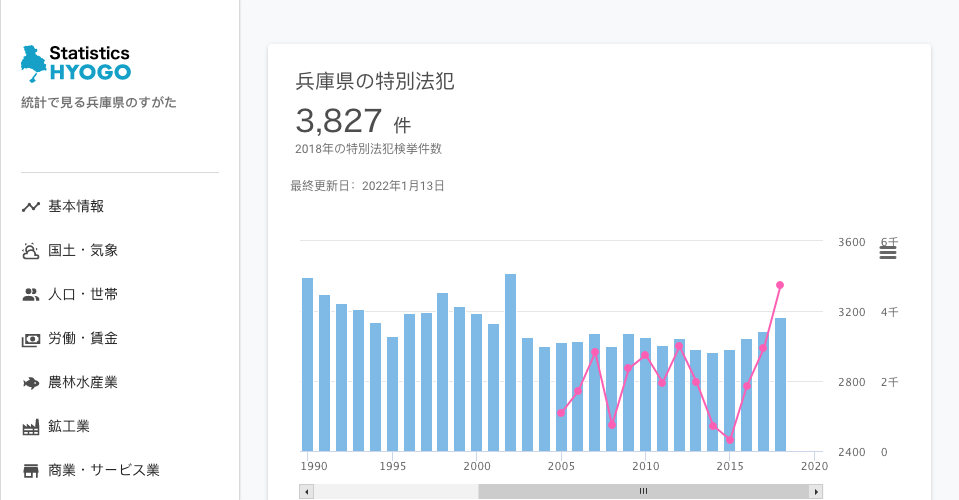 Statistics
HYOGO
統計で見る兵庫県のすがた
基本情報
国土・気象
人口・世帯
労働・賃金
農林水産業
鉱工業
商業・サービス業
兵庫県の特別法犯
3,827 件
2018年の特別法犯検挙件数
最終更新日：2022年1月13日
3600 6千
3200 4千
2800 2千
2400 0
1990 1995 2000 2005 2010 2015 2020